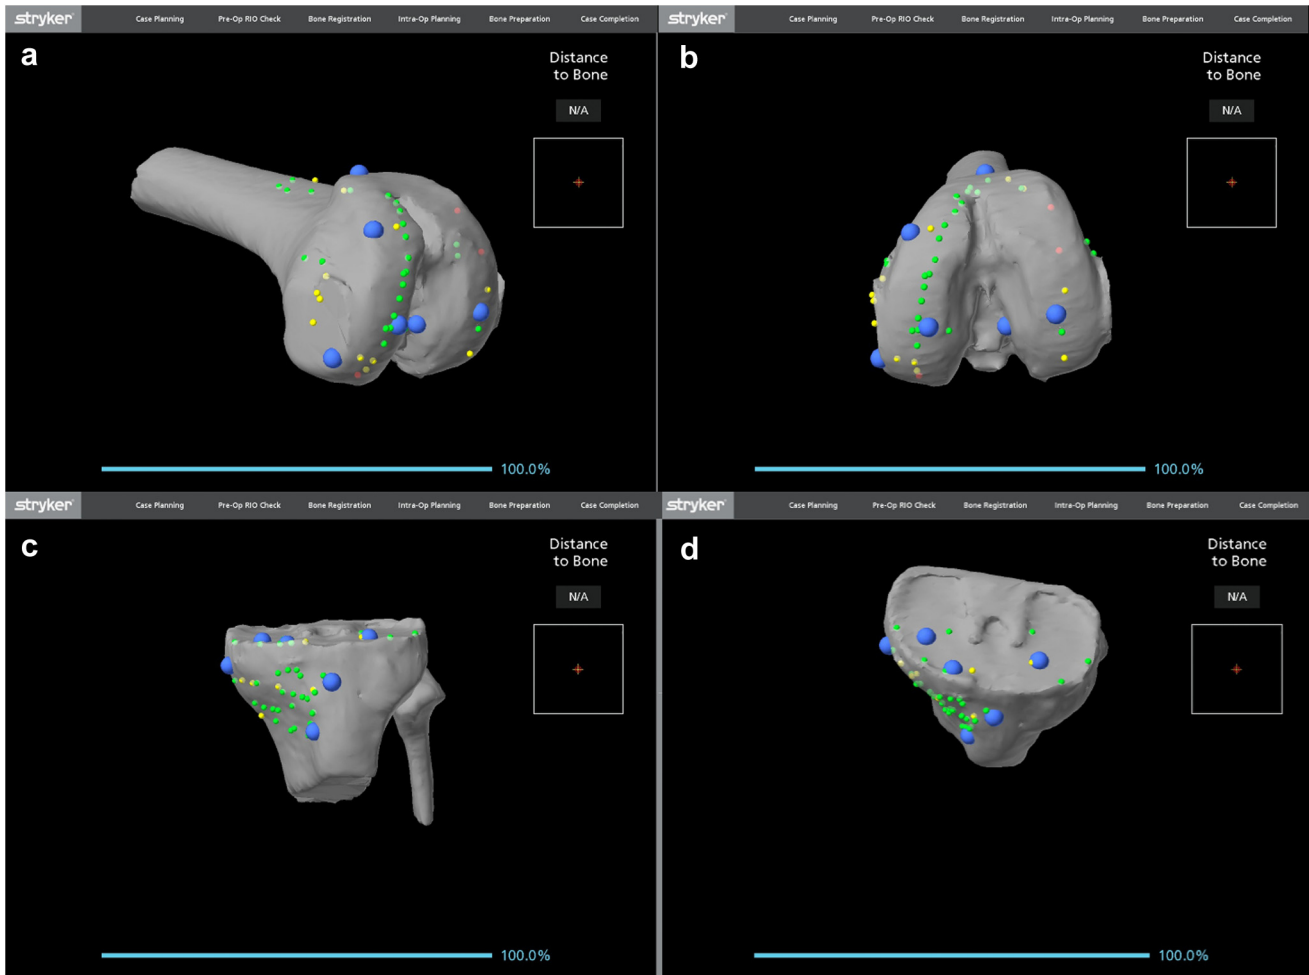 stryker Case Planning Pre-Op RIO Check Bone Registration Intra-Op Planning Bone Preparation Case Completion
a
Distance
to Bone
N/A
100.0%
stryker Case Planning Pre-Op RIO Check Bone Registration Intra-Op Planning Bone Preparation Case Completion
b
Distance
to Bone
N/A
100.0%
stryker Case Planning Pre-Op RIO Check Bone Registration Intra-Op Planning Bone Preparation Case Completion
c
Distance
to Bone
N/A
100.0%
stryker Case Planning Pre-Op RIO Check Bone Registration Intra-Op Planning Bone Preparation Case Completion
d
Distance
to Bone
N/A
100.0%